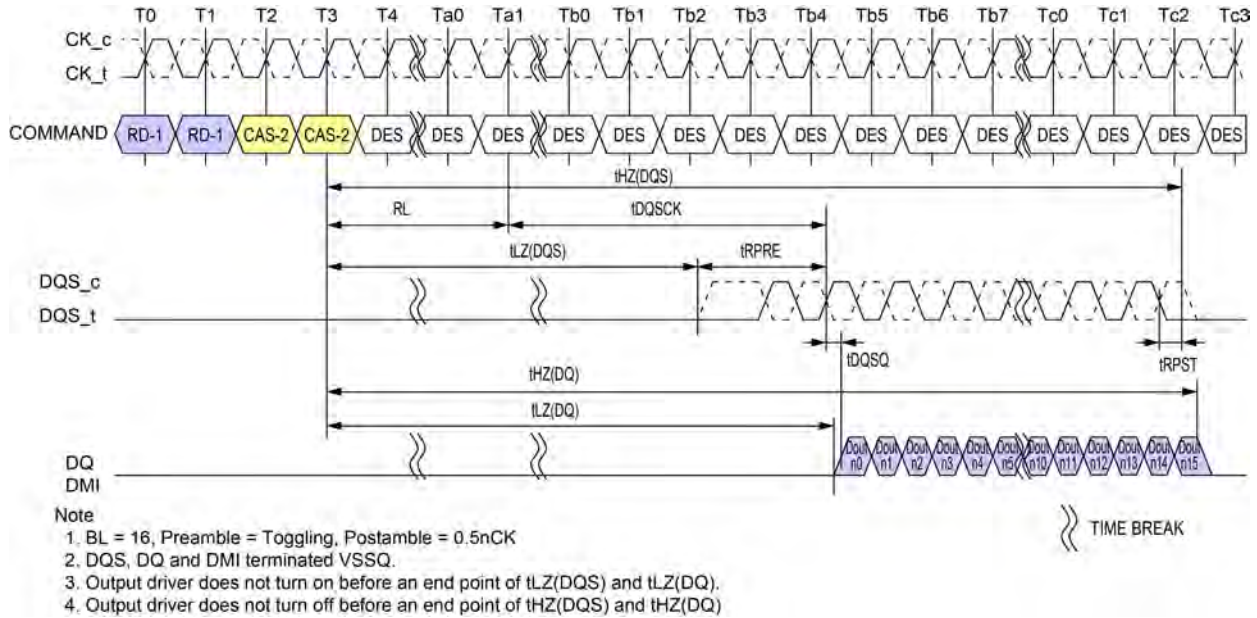 T0 T1 T2 T3 T4 Ta0 Ta1 Tb0 Tb1 Tb2 Tb3 Tb4 Tb5 Tb6 Tb7 Tc0 Tc1 Tc2 Tc3
CK_c
CK_t
COMMAND RD-1 RD-1 CAS-2 CAS-2 DES DES DES DES DES DES DES DES DES DES DES DES DES DES DES
tHZ(DQS)
RL tDQSCK
tLZ(DQS) tRPRE
DQS_c
DQS_t
tDQSQ tRPST
tHZ(DQ)
tLZ(DQ)
DQ
DMI
Dout n0 Dout n1 Dout n2 Dout n3 Dout n4 Dout n5 Dout n10 Dout n11 Dout n12 Dout n13 Dout n14 Dout n15
TIME BREAK
Note
1. BL = 16, Preamble = Toggling, Postamble = 0.5nCK
2. DQS, DQ and DMI terminated VSSQ.
3. Output driver does not turn on before an end point of tLZ(DQS) and tLZ(DQ).
4. Output driver does not turn off before an end point of tHZ(DQS) and tHZ(DQ)